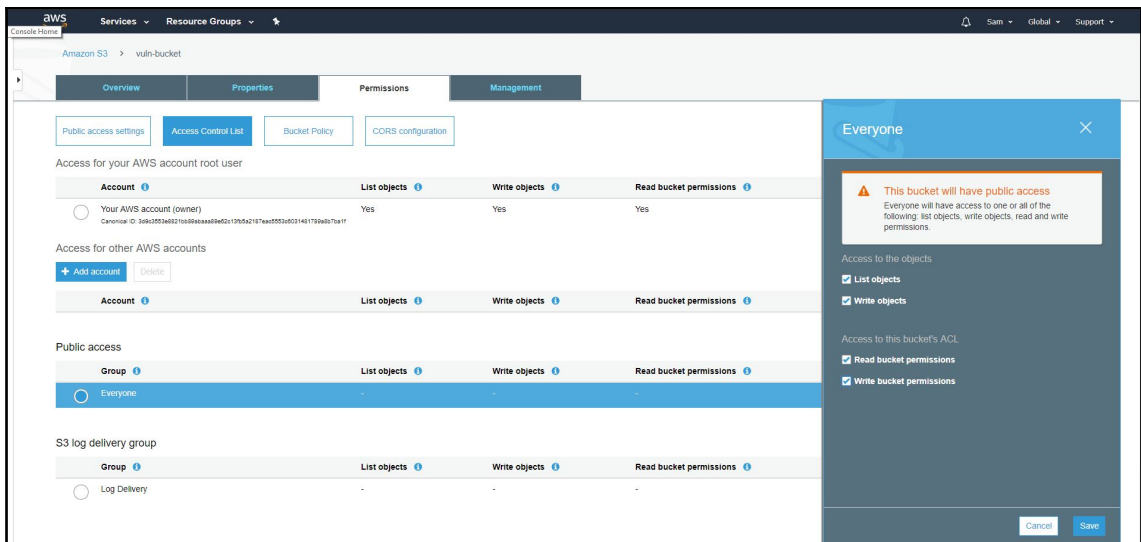 aws Services Resource Groups Sam Global Support
Console Home
Amazon S3 > vuln-bucket
Overview Properties Permissions Management
Public access settings Access Control List Bucket Policy CORS configuration
Access for your AWS account root user
Account List objects Write objects Read bucket permissions
Your AWS account (owner) Yes Yes Yes
Canonical ID:
Access for other AWS accounts
+ Add account Delete
Account List objects Write objects Read bucket permissions
Public access
Group List objects Write objects Read bucket permissions
Everyone - - -
S3 log delivery group
Group List objects Write objects Read bucket permissions
Log Delivery - - -
Everyone
This bucket will have public access
Everyone will have access to one or all of the
following: list objects, write objects, read and write
permissions.
Access to the objects
List objects
Write objects
Access to this bucket's ACL
Read bucket permissions
Write bucket permissions
Cancel Save